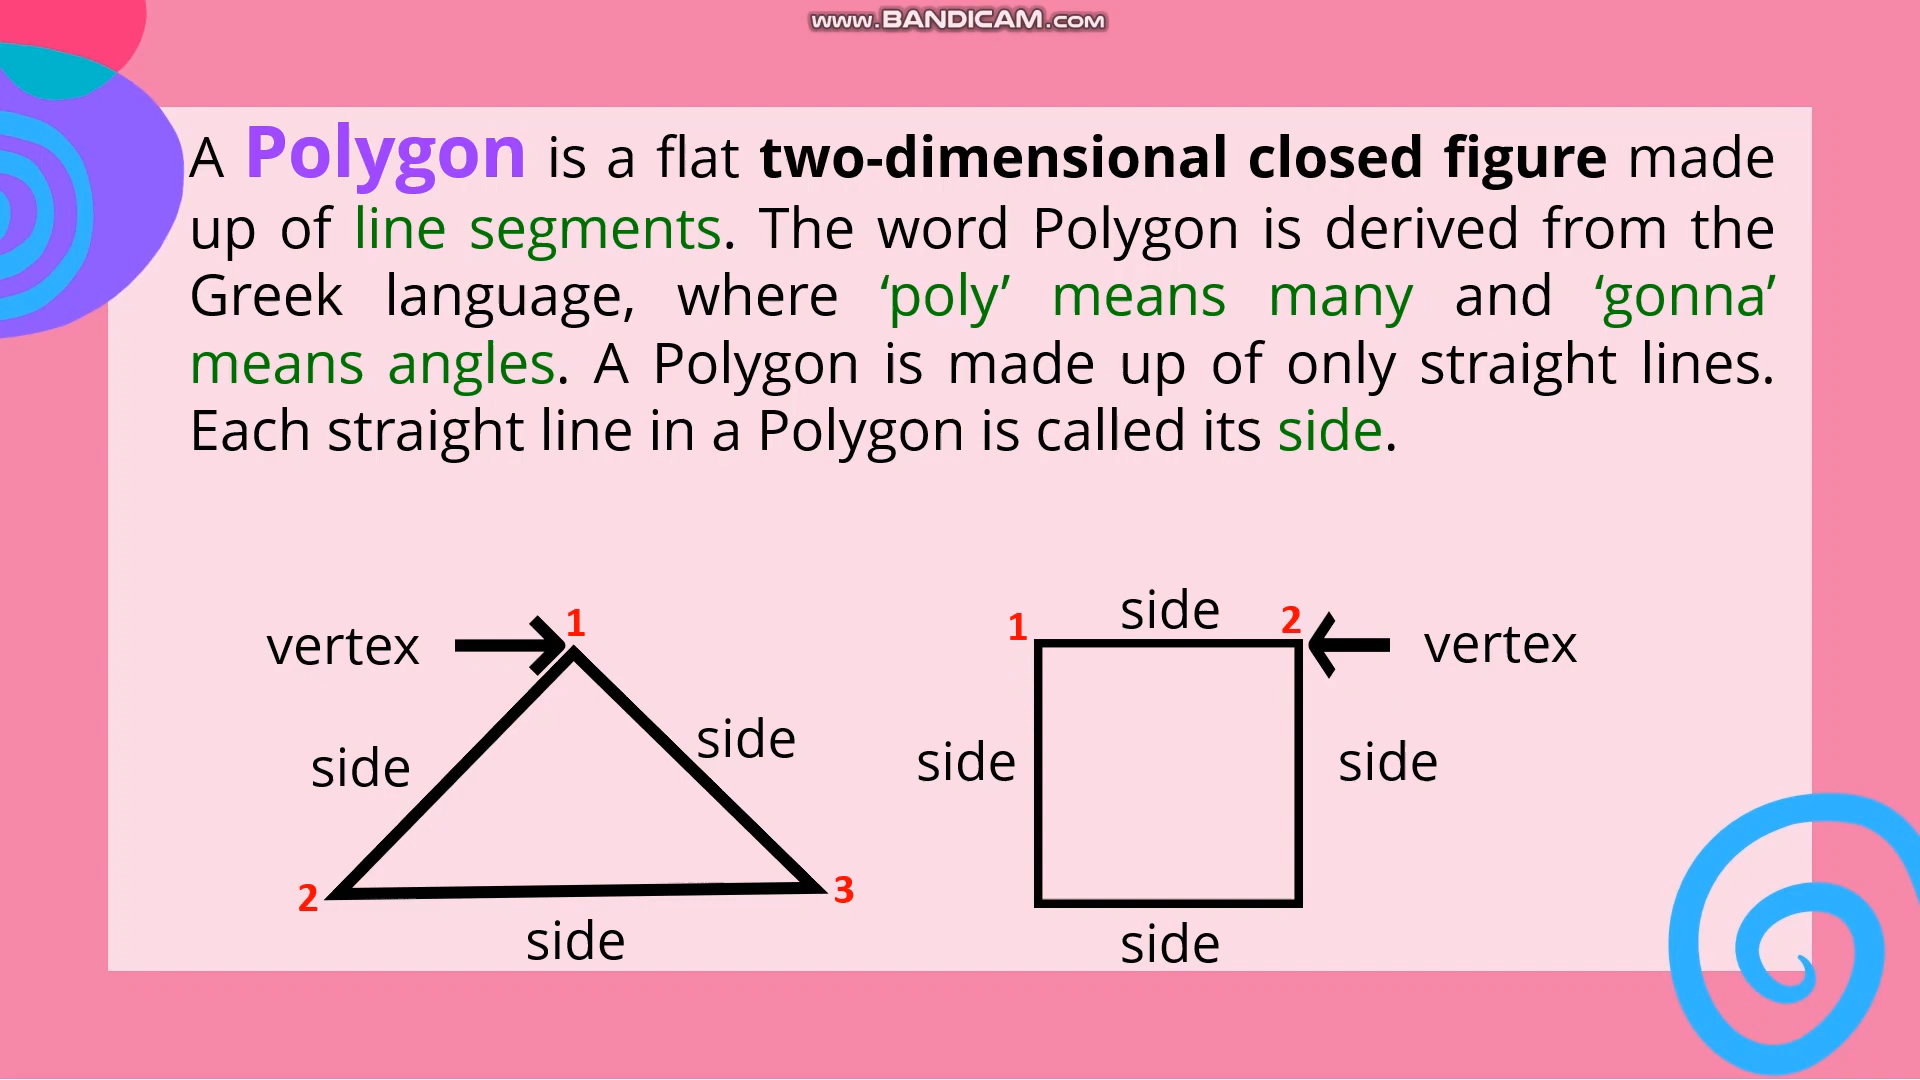 www.BANDICAM.com
A Polygon is a flat two-dimensional closed figure made
up of line segments. The word Polygon is derived from the
Greek language, where ‘poly’ means many and ‘gonna’
means angles. A Polygon is made up of only straight lines.
Each straight line in a Polygon is called its side.
vertex 1
side
side
2 3
side
1 side 2 vertex
side side
side